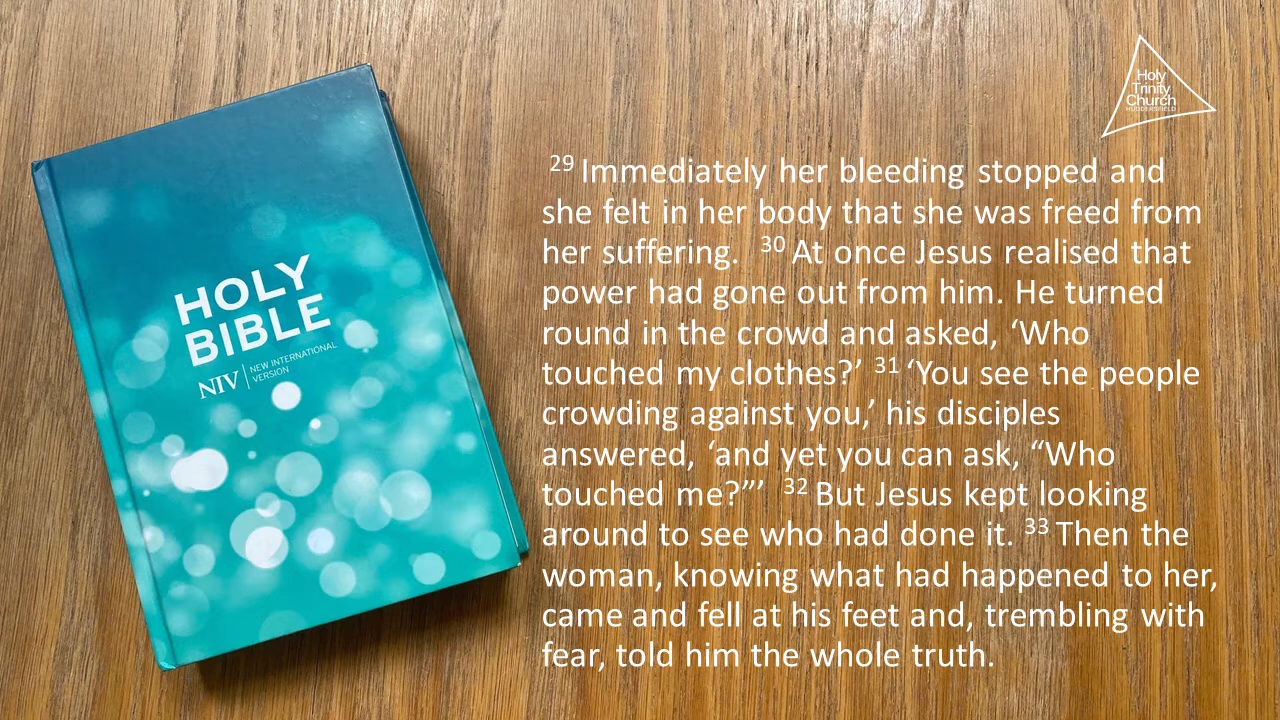 HOLY
BIBLE
NIV
NEW INTERNATIONAL
VERSION
Holy
Trinity
Church
HUDDERSFIELD
29 Immediately her bleeding stopped and
she felt in her body that she was freed from
her suffering. 30 At once Jesus realised that
power had gone out from him. He turned
round in the crowd and asked, ‘Who
touched my clothes?’ 31 ‘You see the people
crowding against you,’ his disciples
answered, ‘and yet you can ask, “Who
touched me?”’ 32 But Jesus kept looking
around to see who had done it. 33 Then the
woman, knowing what had happened to her,
came and fell at his feet and, trembling with
fear, told him the whole truth.